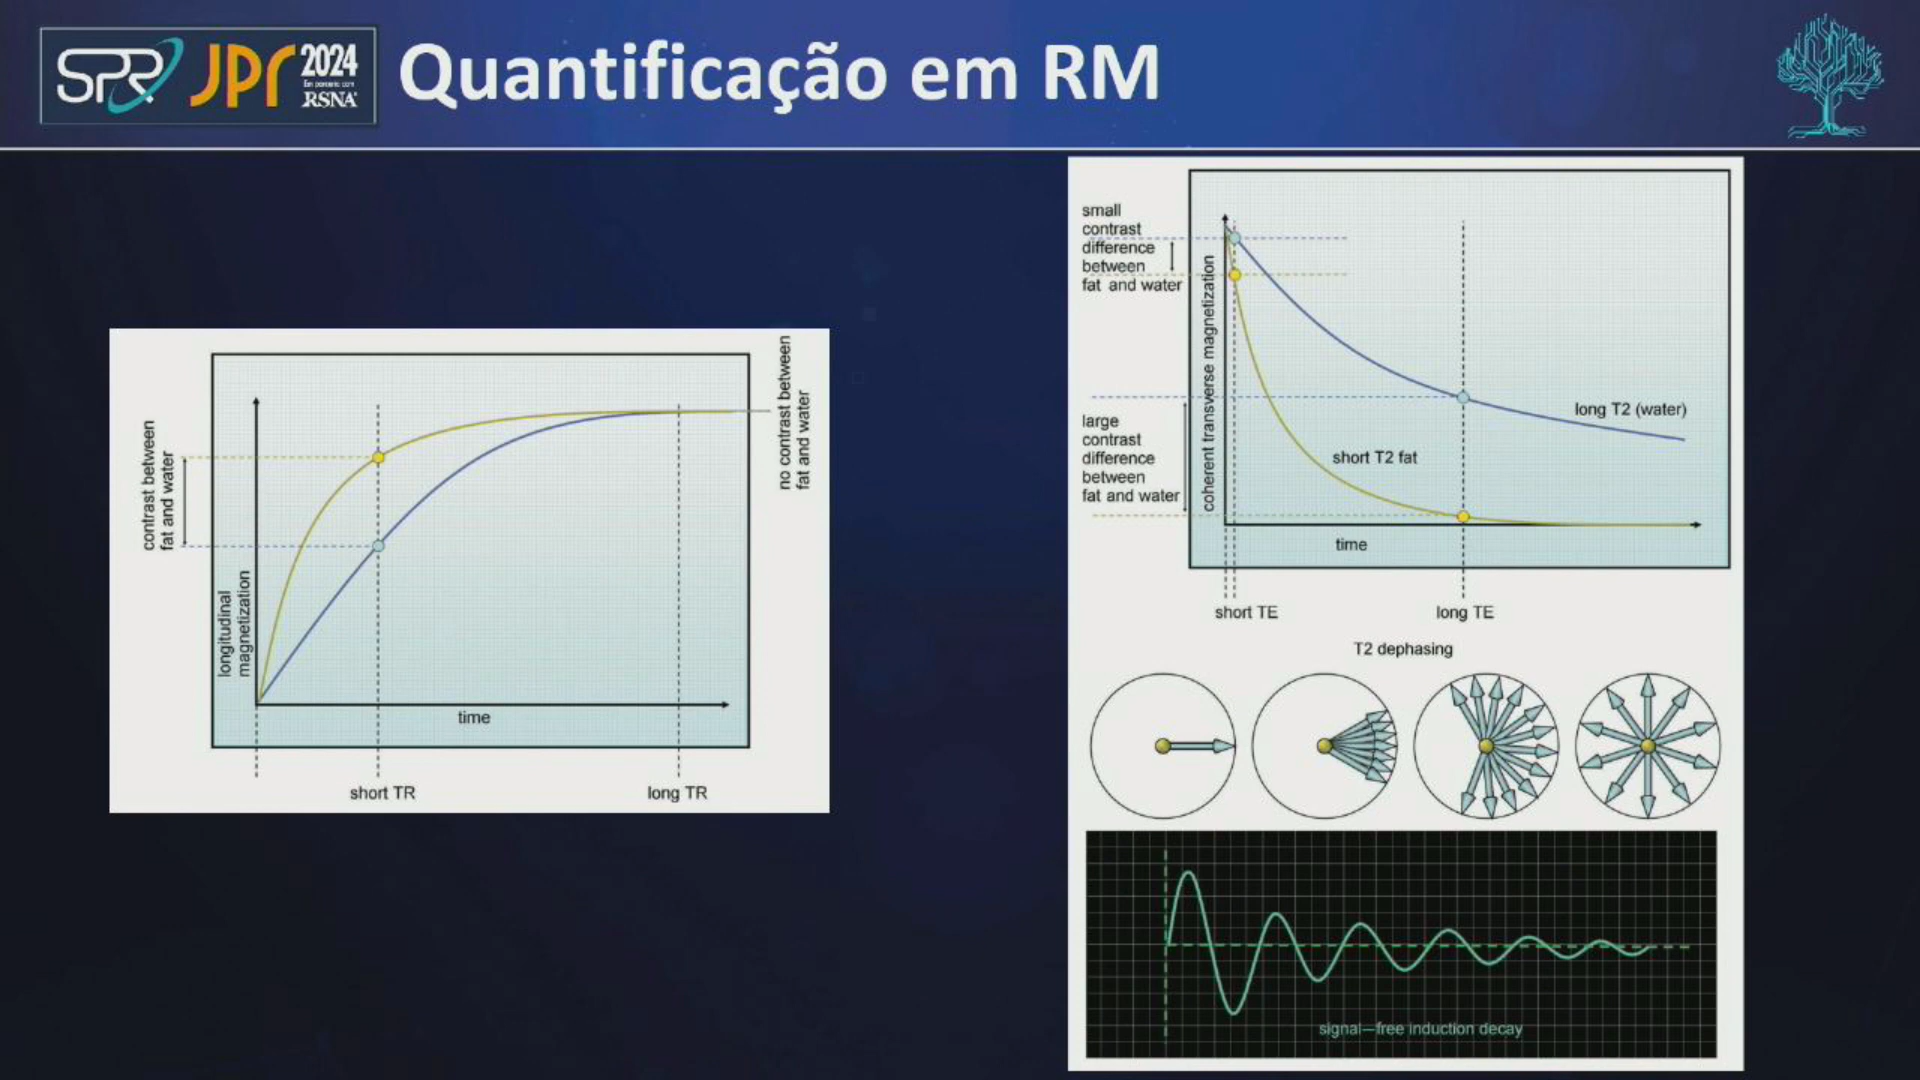 SPR JPR 2024
Em parceria com
RSNA
Quantificação em RM
contrast between
fat and water
longitudinal
magnetization
time
short TR
long TR
no contrast between
fat and water
small
contrast
difference
between
fat and water
large
contrast
difference
between
fat and water
coherent transverse magnetization
long T2 (water)
short T2 fat
time
short TE
long TE
T2 dephasing
signal—free induction decay